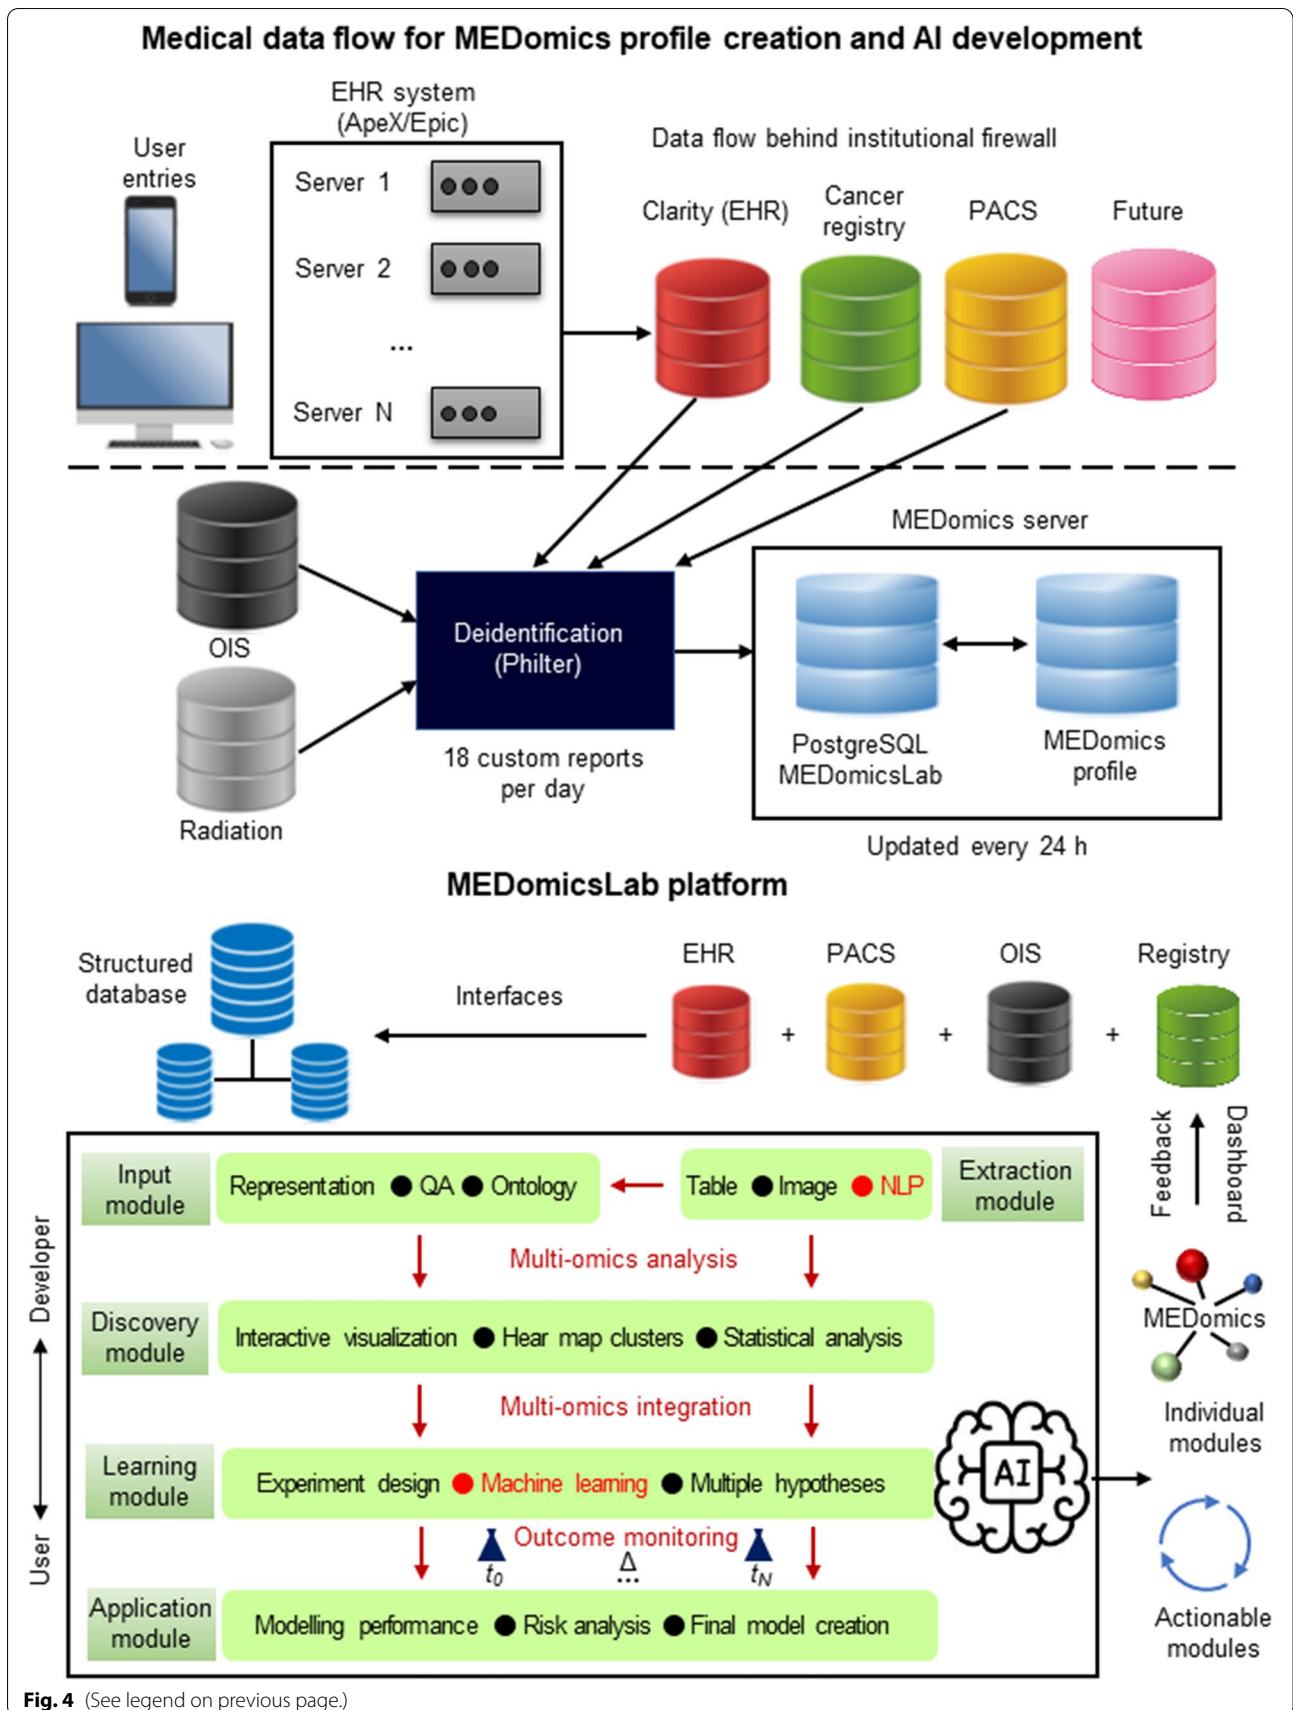 Medical data flow for MEDomics profile creation and AI development
EHR system
(ApeX/Epic)
User
entries
Server 1
Server 2
...
Server N
Data flow behind institutional firewall
Clarity (EHR)
Cancer
registry
PACS
Future
OIS
Radiation
Deidentification
(Philter)
18 custom reports
per day
MEDomics server
PostgreSQL
MEDomicsLab
MEDomics
profile
Updated every 24 h
MEDomicsLab platform
Structured
database
Interfaces
EHR
+
PACS
+
OIS
+
Registry
Feedback
Dashboard
Developer
User
Input
module
Representation ● QA ● Ontology
Table ● Image ● NLP
Extraction
module
Multi-omics analysis
Discovery
module
Interactive visualization ● Hear map clusters ● Statistical analysis
Multi-omics integration
Learning
module
Experiment design ● Machine learning ● Multiple hypotheses
AI
Outcome monitoring
t0
Δ
...
tN
Application
module
Modelling performance ● Risk analysis ● Final model creation
MEDomics
Individual
modules
Actionable
modules
Fig. 4 (See legend on previous page.)